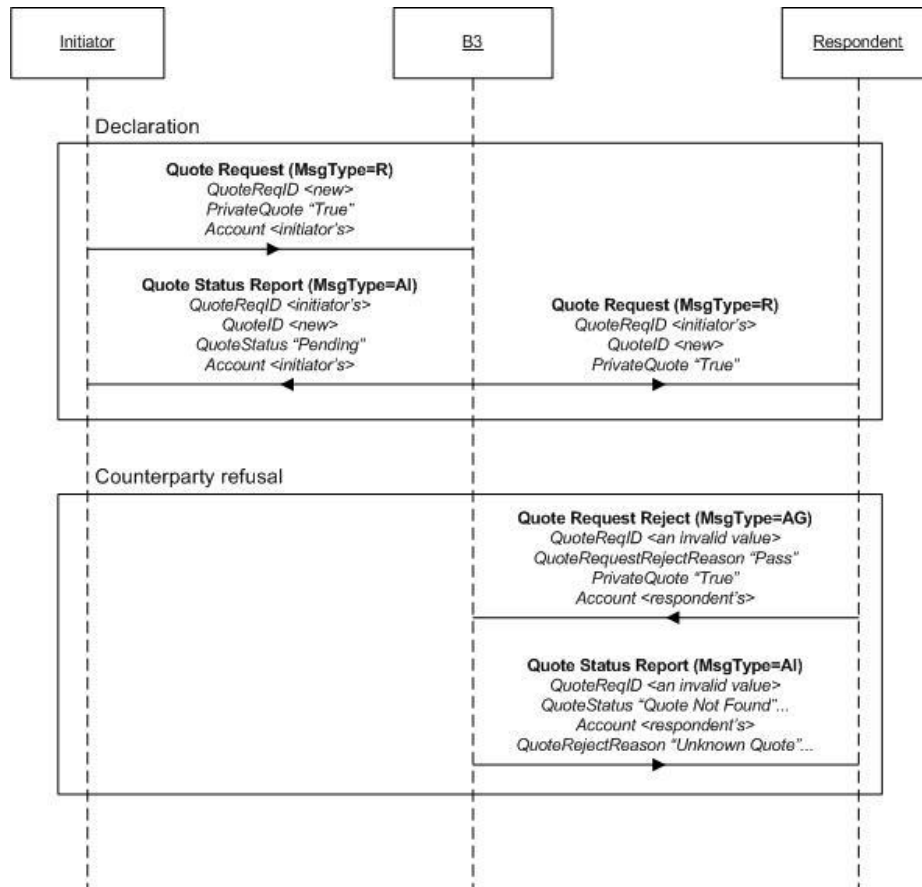 Initiator
B3
Respondent
Declaration
Quote Request (MsgType=R)
QuoteReqID <new>
PrivateQuote “True”
Account <initiator's>
Quote Status Report (MsgType=AI)
QuoteReqID <initiator's>
QuoteID <new>
QuoteStatus “Pending”
Account <initiator's>
Quote Request (MsgType=R)
QuoteReqID <initiator's>
QuoteID <new>
PrivateQuote “True”
Counterparty refusal
Quote Request Reject (MsgType=AG)
QuoteReqID <an invalid value>
QuoteRequestRejectReason “Pass”
PrivateQuote “True”
Account <respondent's>
Quote Status Report (MsgType=AI)
QuoteReqID <an invalid value>
QuoteStatus “Quote Not Found”...
Account <respondent's>
QuoteRejectReason “Unknown Quote”...